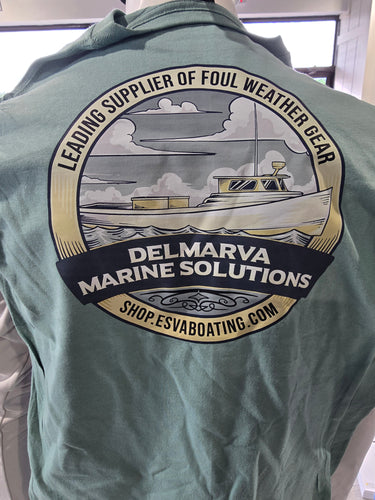 LEADING SUPPLIER OF FOUL WEATHER GEAR
DELMARVA
MARINE SOLUTIONS
SHOP.ESVABOATING.COM